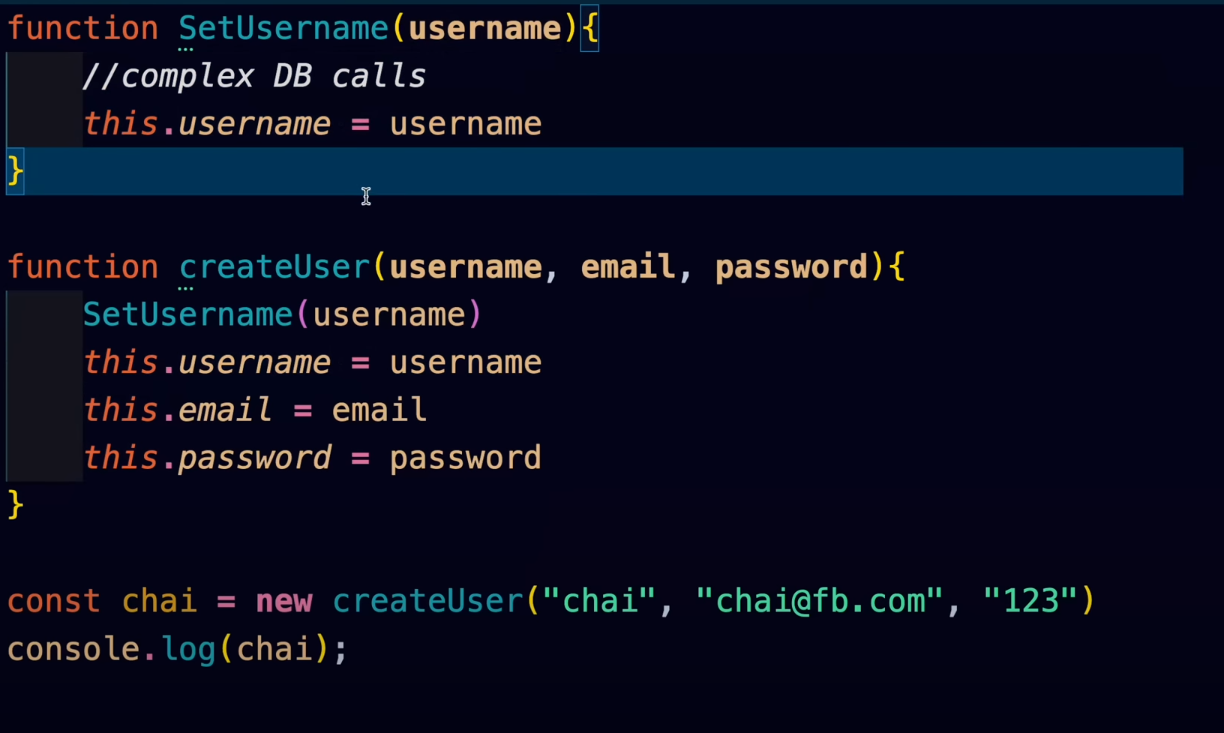 function SetUsername(username){
//complex DB calls
this.username = username
}
function createUser(username, email, password){
SetUsername(username)
this.username = username
this.email = email
this.password = password
}
const chai = new createUser("chai", "chai@fb.com", "123")
console.log(chai);